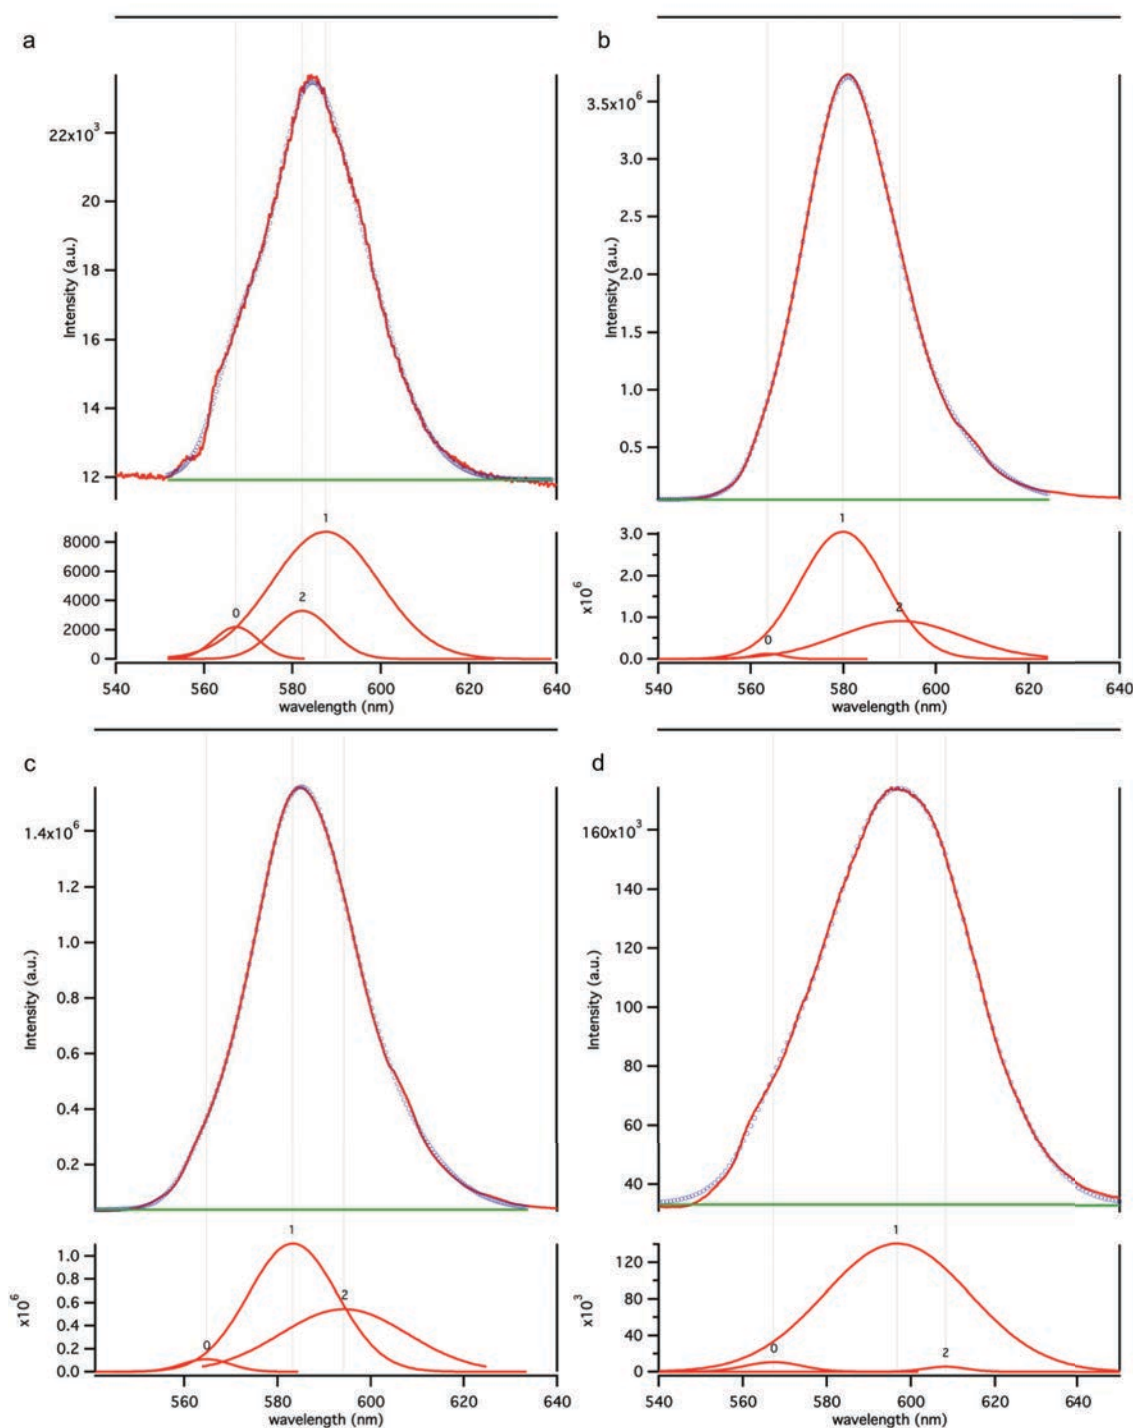 a
22x10³
20
18
16
14
12
Intensity (a.u.)
8000
6000
4000
2000
0
0
1
2
540 560 580 600 620 640
wavelength (nm)
b
3.5x10⁶
3.0
2.5
2.0
1.5
1.0
0.5
Intensity (a.u.)
3.0
2.0
1.0
0.0
x10⁶
0
1
2
540 560 580 600 620 640
wavelength (nm)
c
1.4x10⁶
1.2
1.0
0.8
0.6
0.4
0.2
Intensity (a.u.)
1.0
0.8
0.6
0.4
0.2
0.0
x10⁶
0
1
2
560 580 600 620 640
wavelength (nm)
d
160x10³
140
120
100
80
60
40
Intensity (a.u.)
120
80
40
0
x10³
0
1
2
540 560 580 600 620 640
wavelength (nm)